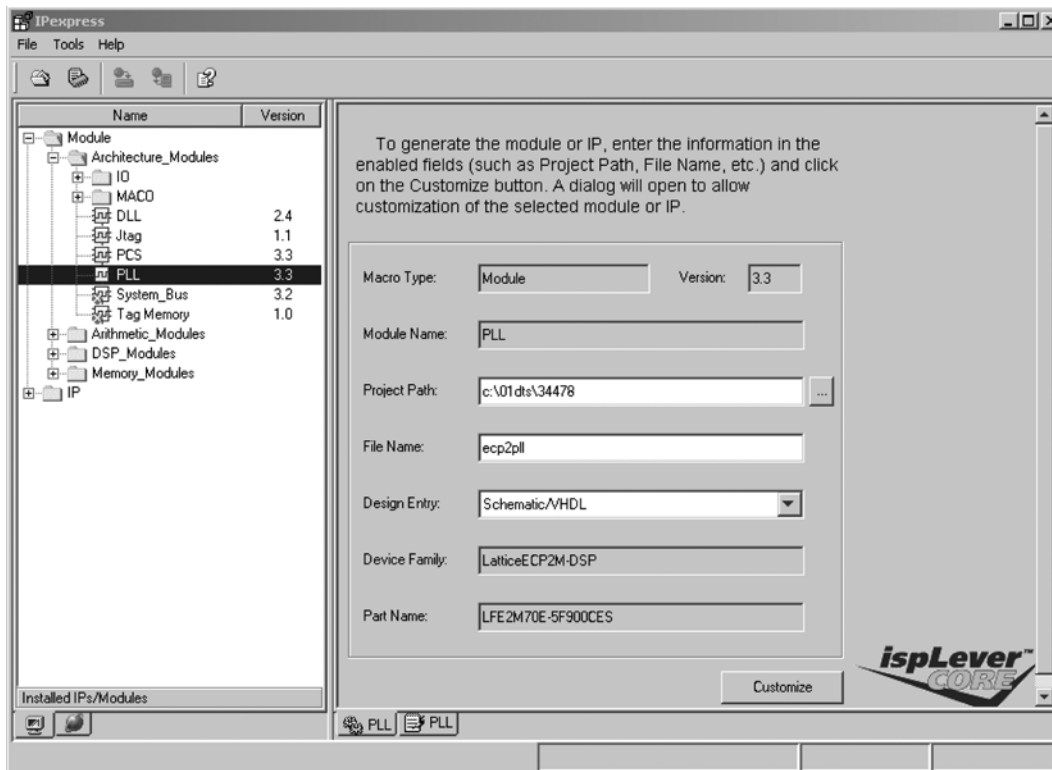 IPexpress
File Tools Help
Name Version
Module
Architecture_Modules
IO
MACO
DLL 2.4
Jtag 1.1
PCS 3.3
PLL 3.3
System_Bus 3.2
Tag Memory 1.0
Arithmetic_Modules
DSP_Modules
Memory_Modules
IP
Installed IPs/Modules
To generate the module or IP, enter the information in the
enabled fields (such as Project Path, File Name, etc.) and click
on the Customize button. A dialog will open to allow
customization of the selected module or IP.
Macro Type: Module Version: 3.3
Module Name: PLL
Project Path: c:\01dts\34478 ...
File Name: ecp2pll
Design Entry: Schematic/VHDL
Device Family: LatticeECP2M-DSP
Part Name: LFE2M70E-5F900CES
ispLever™
CORE
Customize
PLL PLL